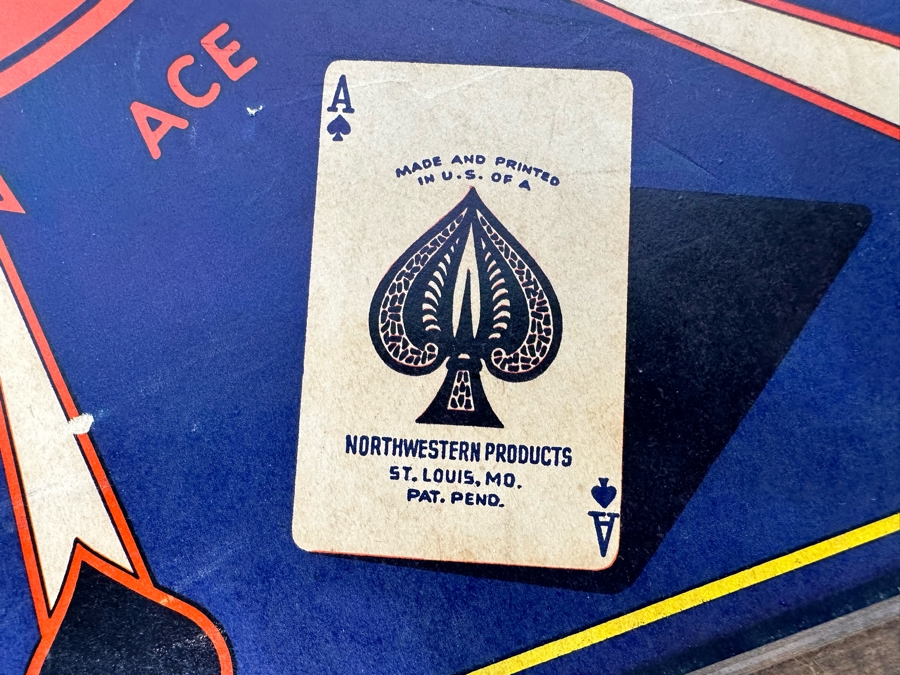 ACE
A
MADE AND PRINTED
IN U.S. OF A
NORTHWESTERN PRODUCTS
ST. LOUIS, MO.
PAT. PEND.
A